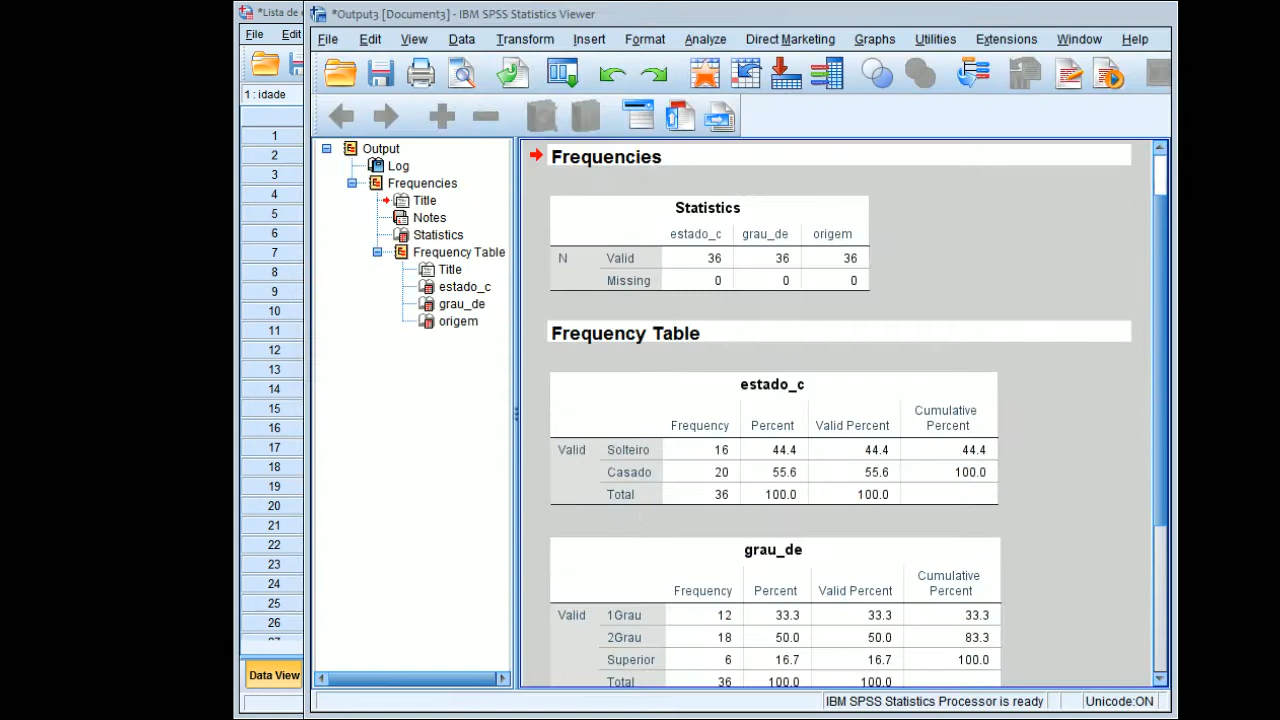 *Lista de e
*Output3 [Document3] - IBM SPSS Statistics Viewer
File Edit
File Edit View Data Transform Insert Format Analyze Direct Marketing Graphs Utilities Extensions Window Help
1 : idade
1
2
3
4
5
6
7
8
9
10
11
12
13
14
15
16
17
18
19
20
21
22
23
24
25
26
Data View
Output
Log
Frequencies
Title
Notes
Statistics
Frequency Table
Title
estado_c
grau_de
origem
Frequencies
Statistics
estado_c grau_de origem
N Valid 36 36 36
Missing 0 0 0
Frequency Table
estado_c
Frequency Percent Valid Percent Cumulative Percent
Valid Solteiro 16 44.4 44.4 44.4
Casado 20 55.6 55.6 100.0
Total 36 100.0 100.0
grau_de
Frequency Percent Valid Percent Cumulative Percent
Valid 1Grau 12 33.3 33.3 33.3
2Grau 18 50.0 50.0 83.3
Superior 6 16.7 16.7 100.0
Total 36 100.0 100.0
IBM SPSS Statistics Processor is ready Unicode:ON